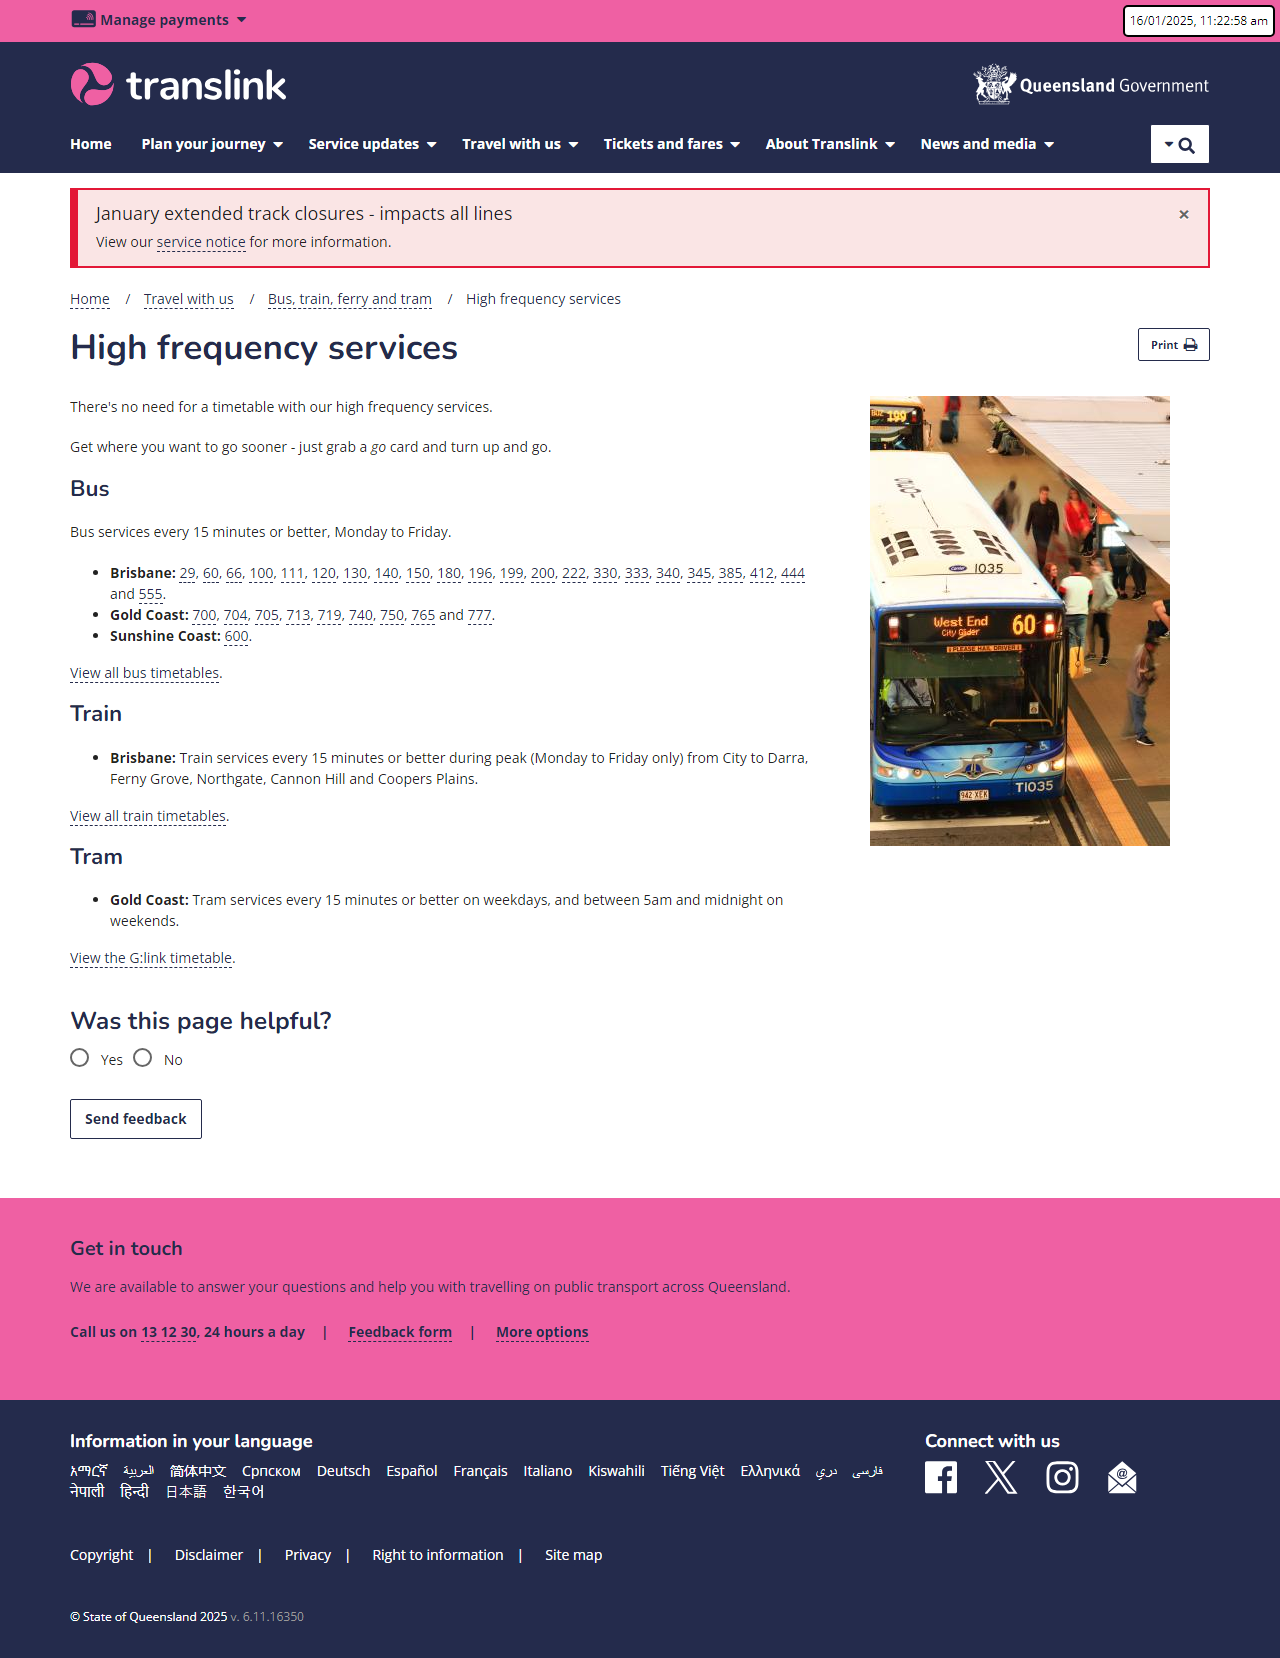 Manage payments
16/01/2025, 11:22:58 am
translink
Queensland Government
Home Plan your journey Service updates Travel with us Tickets and fares About Translink News and media
January extended track closures - impacts all lines ×
View our service notice for more information.
Home / Travel with us / Bus, train, ferry and tram / High frequency services
High frequency services
Print
There's no need for a timetable with our high frequency services.
Get where you want to go sooner - just grab a go card and turn up and go.
Bus
Bus services every 15 minutes or better, Monday to Friday.
• Brisbane: 29, 60, 66, 100, 111, 120, 130, 140, 150, 180, 196, 199, 200, 222, 330, 333, 340, 345, 385, 412, 444
and 555.
• Gold Coast: 700, 704, 705, 713, 719, 740, 750, 765 and 777.
• Sunshine Coast: 600.
View all bus timetables.
Train
• Brisbane: Train services every 15 minutes or better during peak (Monday to Friday only) from City to Darra,
Ferny Grove, Northgate, Cannon Hill and Coopers Plains.
View all train timetables.
Tram
• Gold Coast: Tram services every 15 minutes or better on weekdays, and between 5am and midnight on
weekends.
View the G:link timetable.
199
1035
West End
City Glider
60
PLEASE HAIL DRIVER
942 XEK
T1035
Was this page helpful?
Yes No
Send feedback
Get in touch
We are available to answer your questions and help you with travelling on public transport across Queensland.
Call us on 13 12 30, 24 hours a day | Feedback form | More options
Information in your language
አማርኛ العربية 简体中文 Српском Deutsch Español Français Italiano Kiswahili Tiếng Việt Ελληνικά دري فارسی
नेपाली हिन्दी 日本語 한국어
Connect with us
Copyright | Disclaimer | Privacy | Right to information | Site map
© State of Queensland 2025 v. 6.11.16350